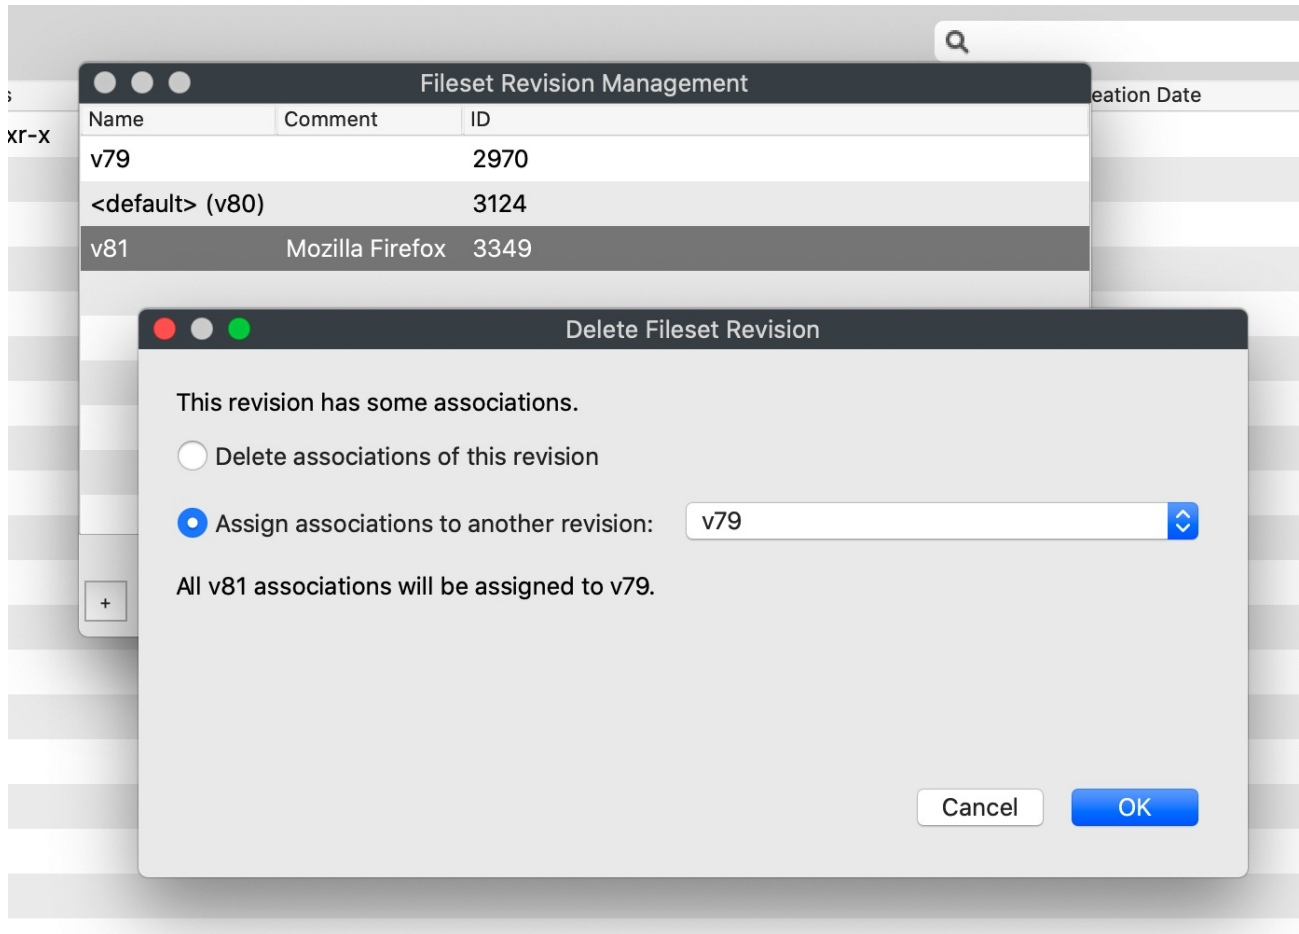 s
Fileset Revision Management
eation Date
Name Comment ID
xr-x
v79 2970
<default> (v80) 3124
v81 Mozilla Firefox 3349
Delete Fileset Revision
This revision has some associations.
Delete associations of this revision
Assign associations to another revision: v79
All v81 associations will be assigned to v79.
+
Cancel OK